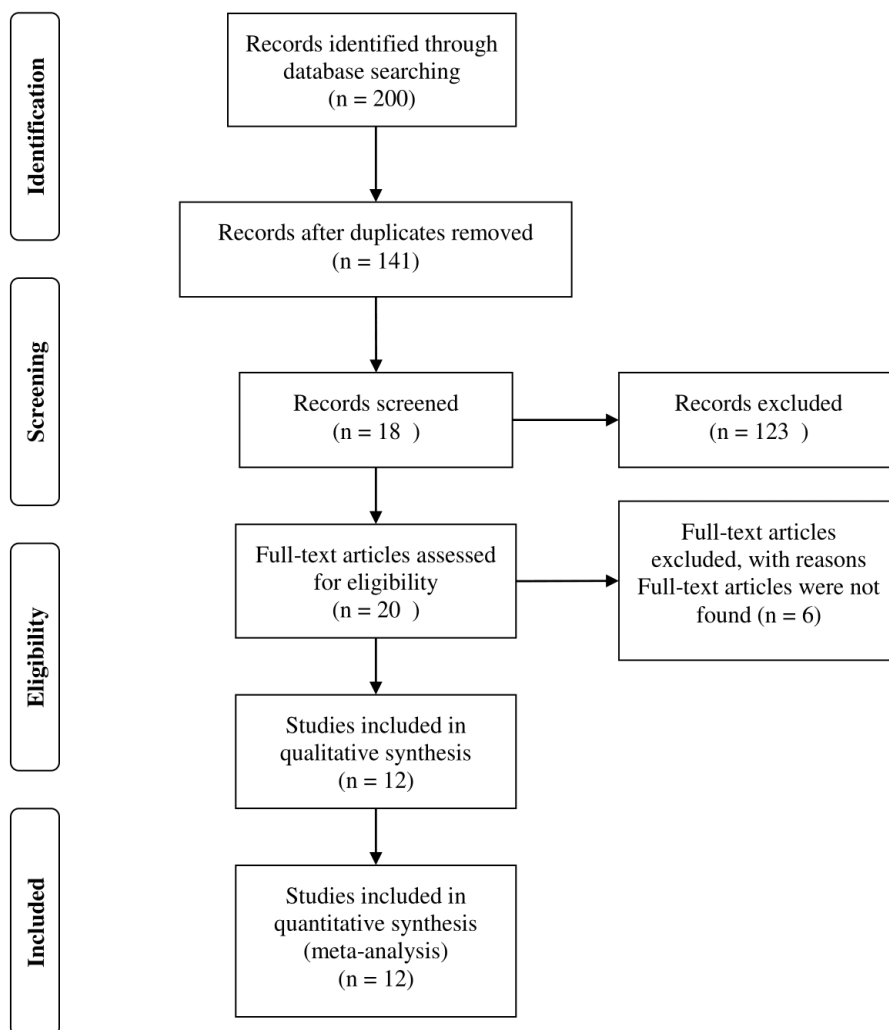 Identification
Records identified through
database searching
(n = 200)
Records after duplicates removed
(n = 141)
Screening
Records screened
(n = 18  )
Records excluded
(n = 123  )
Eligibility
Full-text articles assessed
for eligibility
(n = 20  )
Full-text articles
excluded, with reasons
Full-text articles were not
found (n = 6)
Studies included in
qualitative synthesis
(n = 12)
Included
Studies included in
quantitative synthesis
(meta-analysis)
(n = 12)